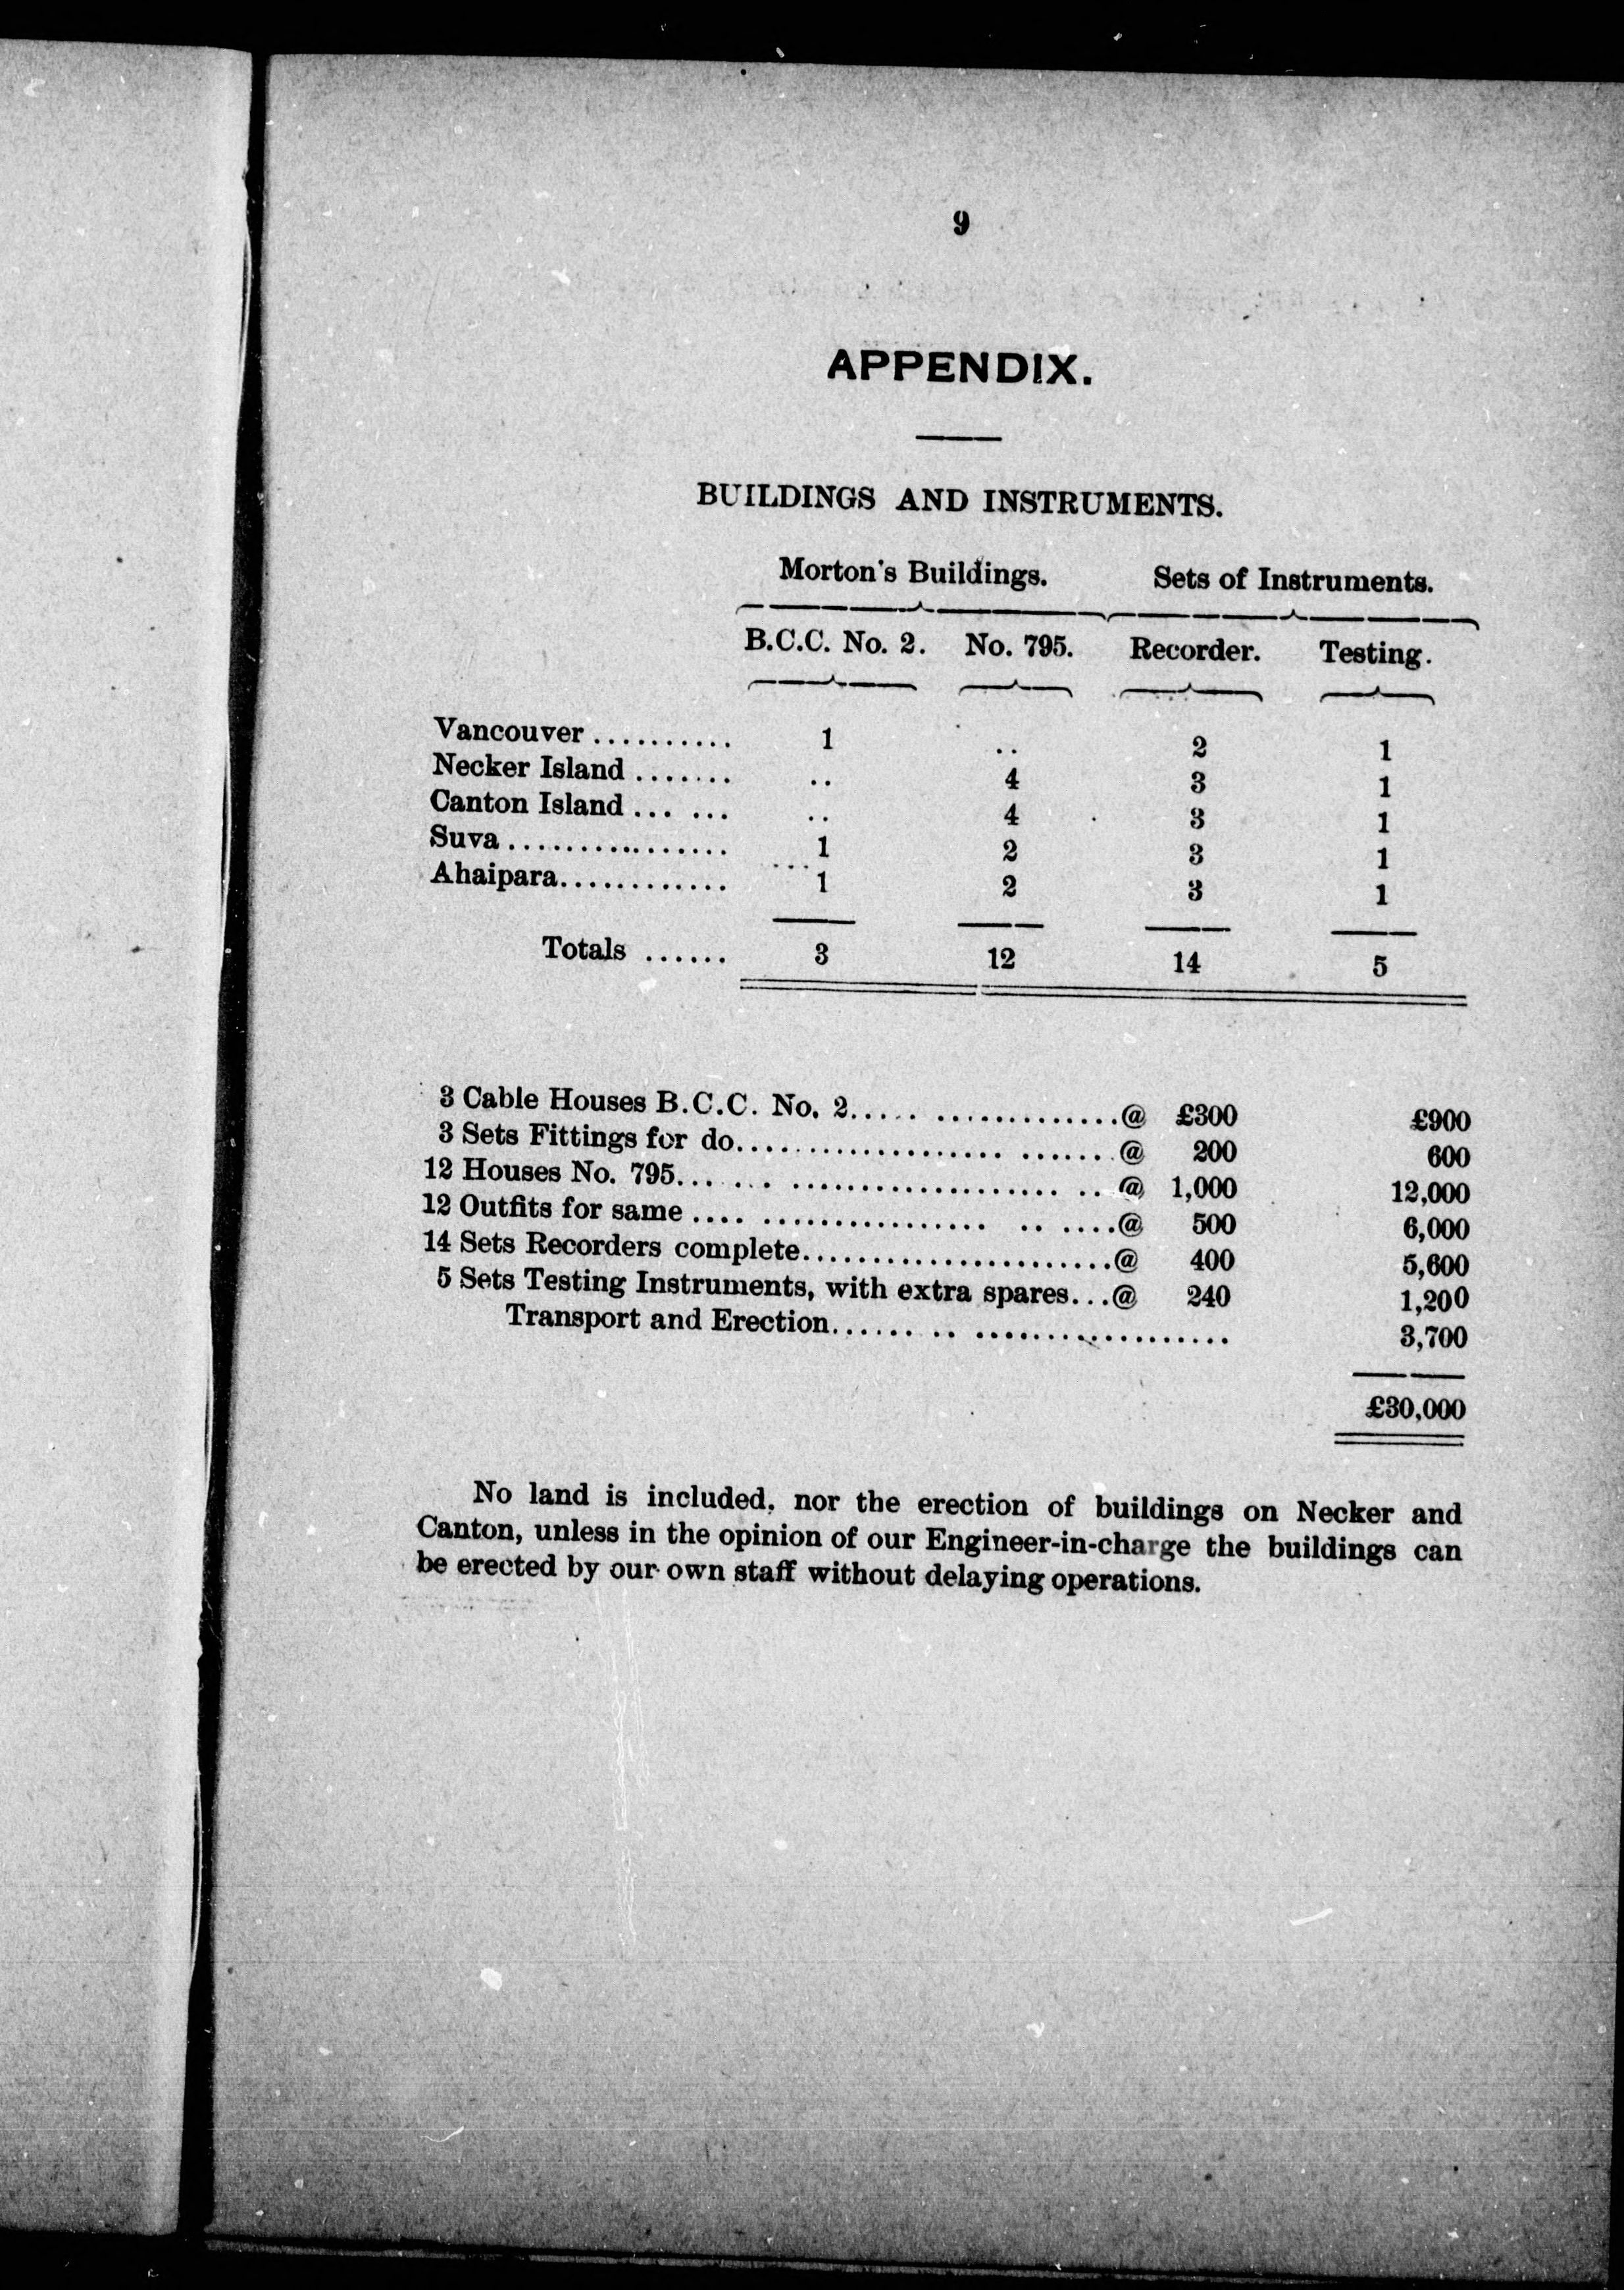 9
APPENDIX.
BUILDINGS AND INSTRUMENTS.
Morton's Buildings. Sets of Instruments.
B.C.C. No. 2. No. 795. Recorder. Testing.
Vancouver .......... 1 .. 2 1
Necker Island ....... .. 4 3 1
Canton Island ... ... .. 4 3 1
Suva ............... 1 2 3 1
Ahaipara............ 1 2 3 1
Totals ...... 3 12 14 5
3 Cable Houses B.C.C. No. 2..... ..............@ £300 £900
3 Sets Fittings for do..................... .......@ 200 600
12 Houses No. 795... ... ................... ..@ 1,000 12,000
12 Outfits for same .... ................ .. ....@ 500 6,000
14 Sets Recorders complete.......................@ 400 5,600
5 Sets Testing Instruments, with extra spares...@ 240 1,200
Transport and Erection....... .. .................. 3,700
£30,000
No land is included, nor the erection of buildings on Necker and
Canton, unless in the opinion of our Engineer-in-charge the buildings can
be erected by our own staff without delaying operations.